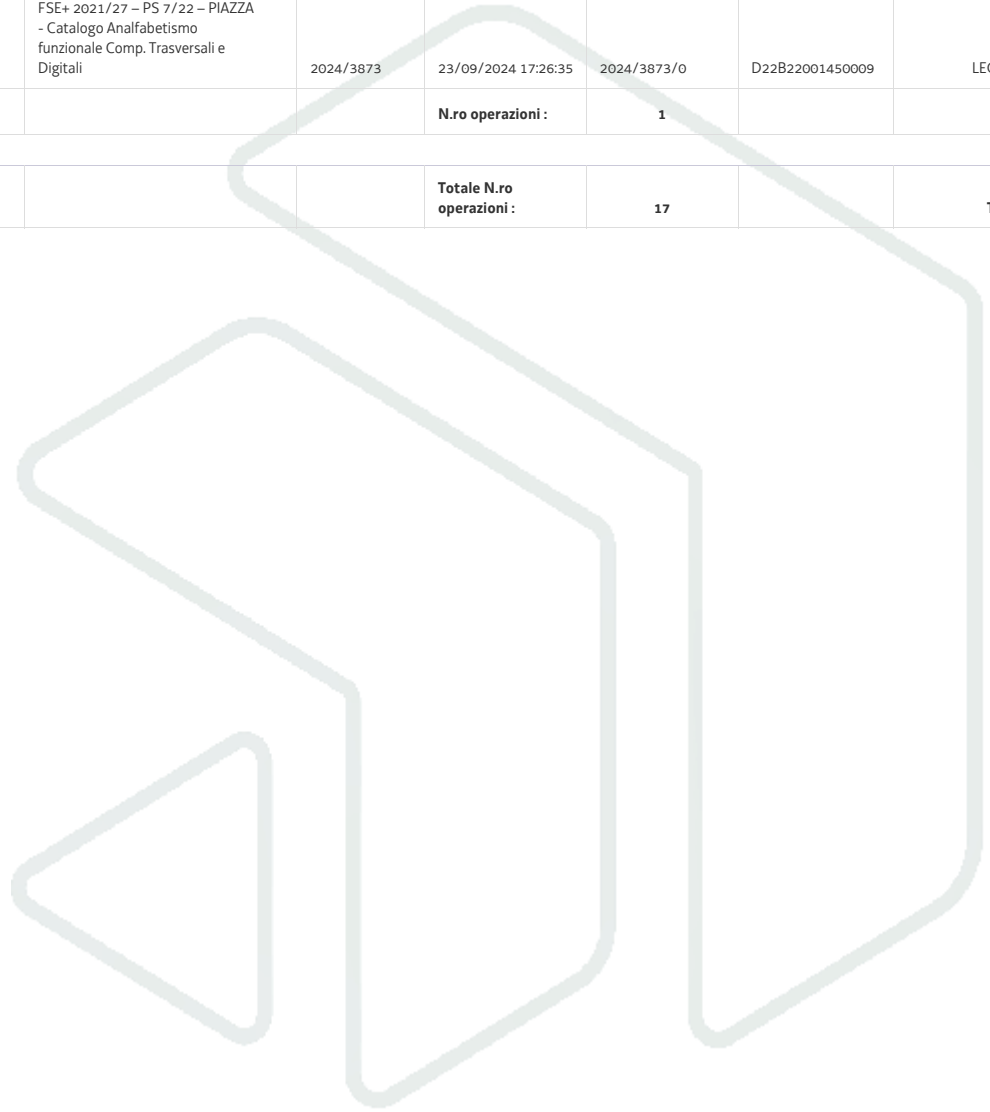 FSE+ 2021/27 – PS 7/22 – PIAZZA
- Catalogo Analfabetismo
funzionale Comp. Trasversali e
Digitali
2024/3873
23/09/2024 17:26:35
2024/3873/0
D22B22001450009
N.ro operazioni :
1
Totale N.ro
operazioni :
17